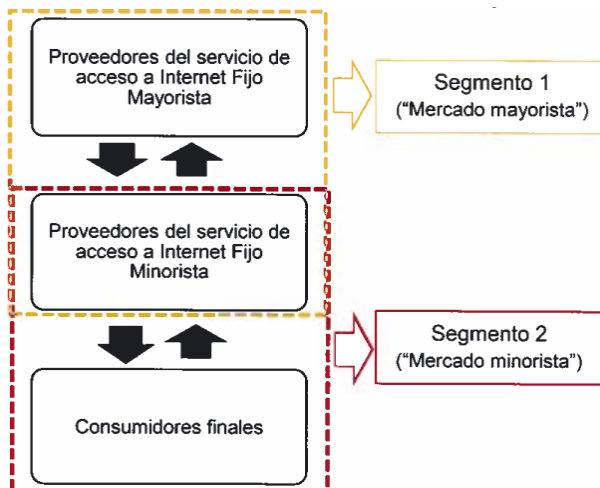 Proveedores del servicio de
acceso a Internet Fijo
Mayorista
Segmento 1
(“Mercado mayorista”)
Proveedores del servicio de
acceso a Internet Fijo
Minorista
Segmento 2
(“Mercado minorista”)
Consumidores finales